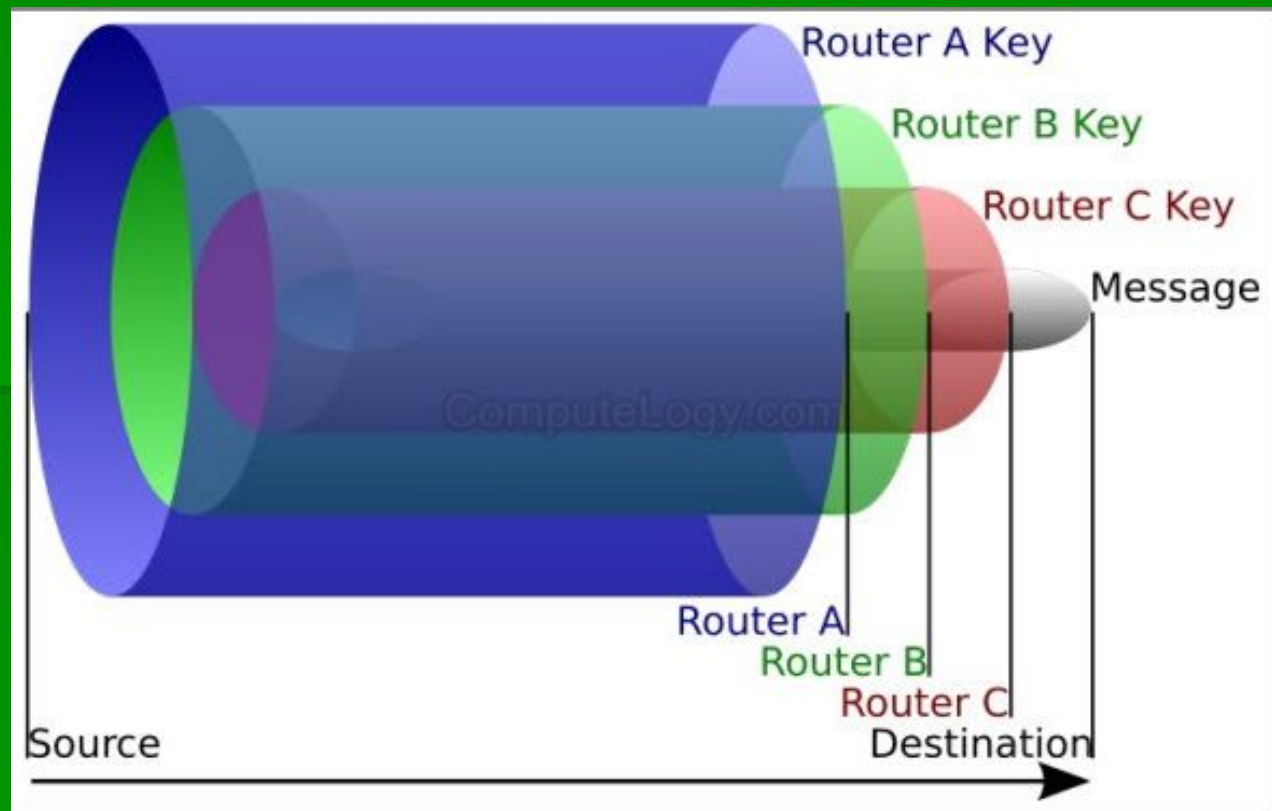 Router A Key
Router B Key
Router C Key
Message
ComputeLogy.com
Router A
Router B
Router C
Source
Destination